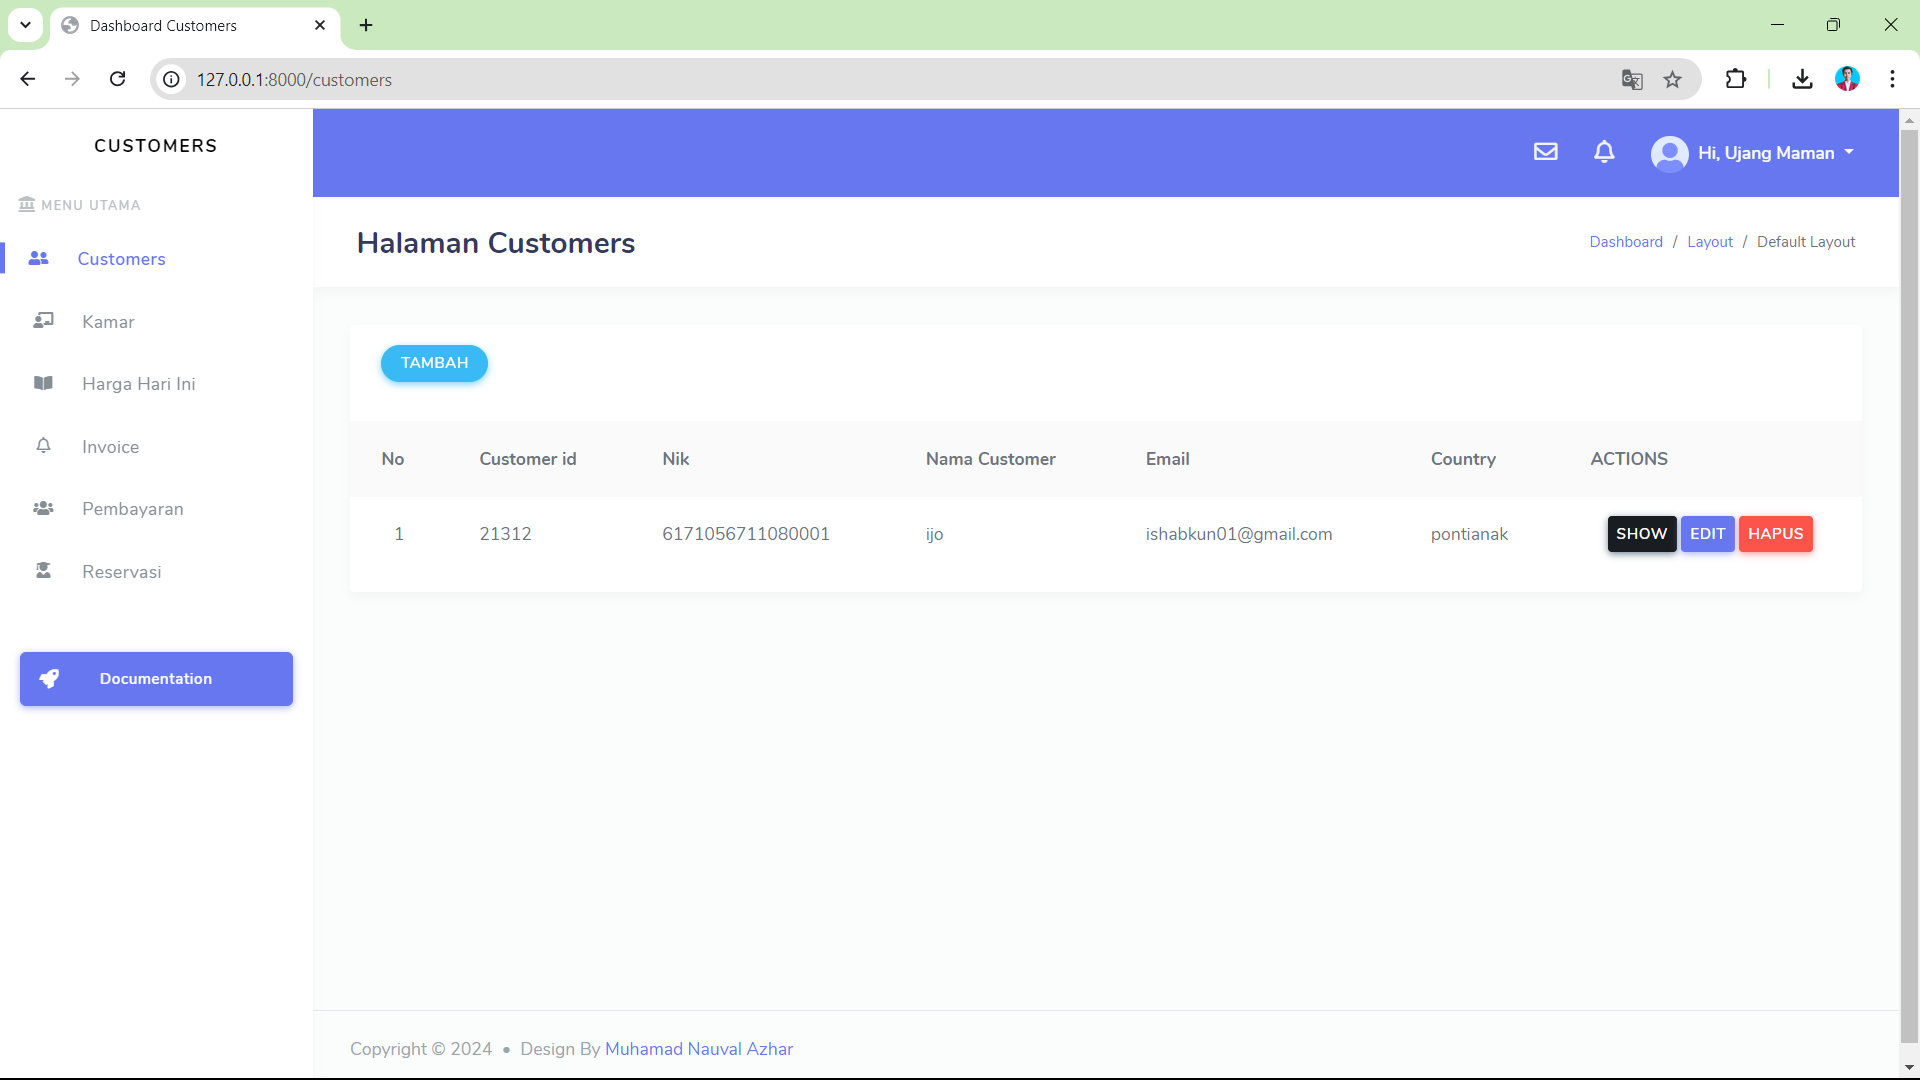 Dashboard Customers
127.0.0.1:8000/customers
CUSTOMERS
MENU UTAMA
Customers
Kamar
Harga Hari Ini
Invoice
Pembayaran
Reservasi
Documentation
Hi, Ujang Maman
Halaman Customers
Dashboard / Layout / Default Layout
TAMBAH
No Customer id Nik Nama Customer Email Country ACTIONS
1 21312 6171056711080001 ijo ishabkun01@gmail.com pontianak SHOW EDIT HAPUS
Copyright © 2024 • Design By Muhamad Nauval Azhar